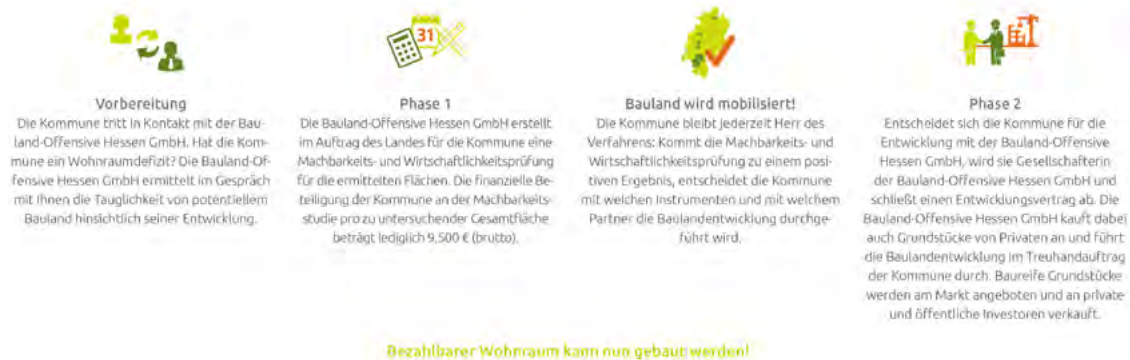 31
Vorbereitung
Die Kommune tritt in Kontakt mit der Bau-
land-Offensive Hessen GmbH. Hat die Kom-
mune ein Wohnraumdefizit? Die Bauland-Of-
fensive Hessen GmbH ermittelt im Gespräch
mit Ihnen die Tauglichkeit von potentiellem
Bauland hinsichtlich seiner Entwicklung.
Phase 1
Die Bauland-Offensive Hessen GmbH erstellt
im Auftrag des Landes für die Kommune eine
Machbarkeits- und Wirtschaftlichkeitsprüfung
für die ermittelten Flächen. Die finanzielle Be-
teiligung der Kommune an der Machbarkeits-
studie pro zu untersuchender Gesamtfläche
beträgt lediglich 9.500 € (brutto).
Bauland wird mobilisiert!
Die Kommune bleibt jederzeit Herr des
Verfahrens: Kommt die Machbarkeits- und
Wirtschaftlichkeitsprüfung zu einem posi-
tiven Ergebnis, entscheidet die Kommune
mit welchen Instrumenten und mit welchem
Partner die Baulandentwicklung durchge-
führt wird.
Phase 2
Entscheidet sich die Kommune für die
Entwicklung mit der Bauland-Offensive
Hessen GmbH, wird sie Gesellschafterin
der Bauland-Offensive Hessen GmbH und
schließt einen Entwicklungsvertrag ab. Die
Bauland-Offensive Hessen GmbH kauft dabei
auch Grundstücke von Privaten an und führt
die Baulandentwicklung im Treuhandauftrag
der Kommune durch. Baureife Grundstücke
werden am Markt angeboten und an private
und öffentliche Investoren verkauft.
Bezahlbarer Wohnraum kann nun gebaut werden!